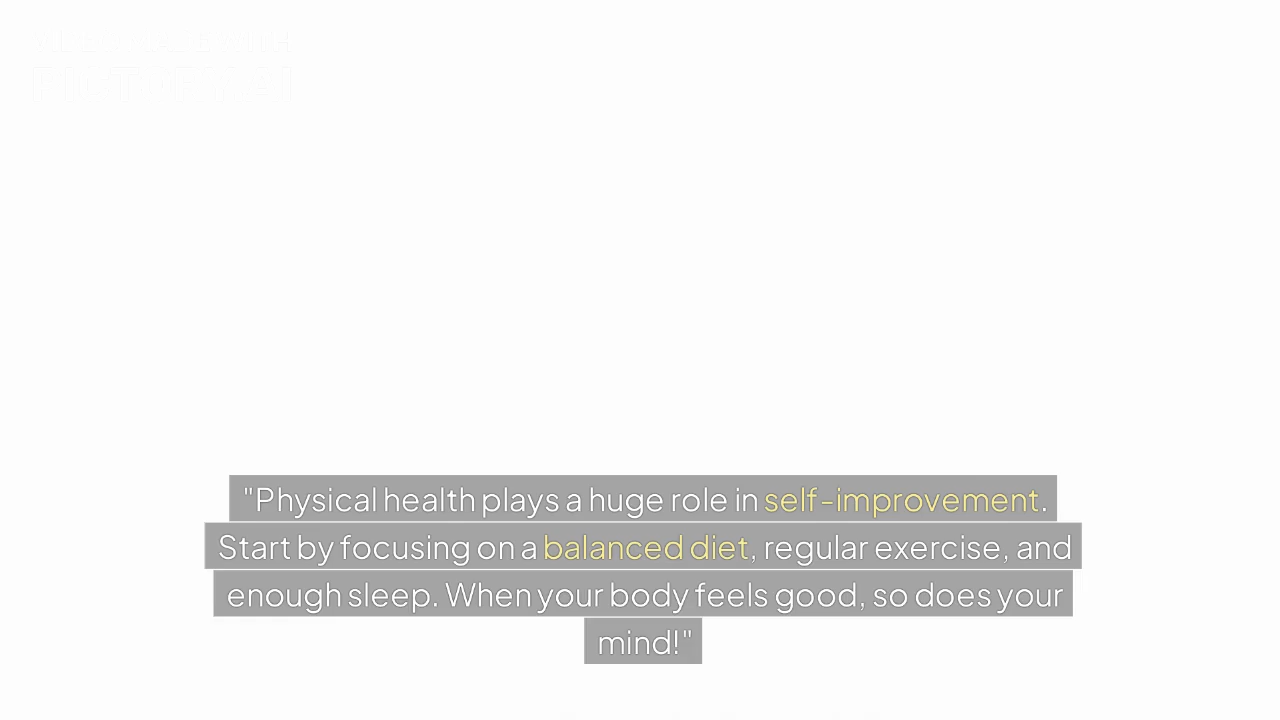 "Physical health plays a huge role in self-improvement.
Start by focusing on a balanced diet, regular exercise, and
enough sleep. When your body feels good, so does your
mind!"